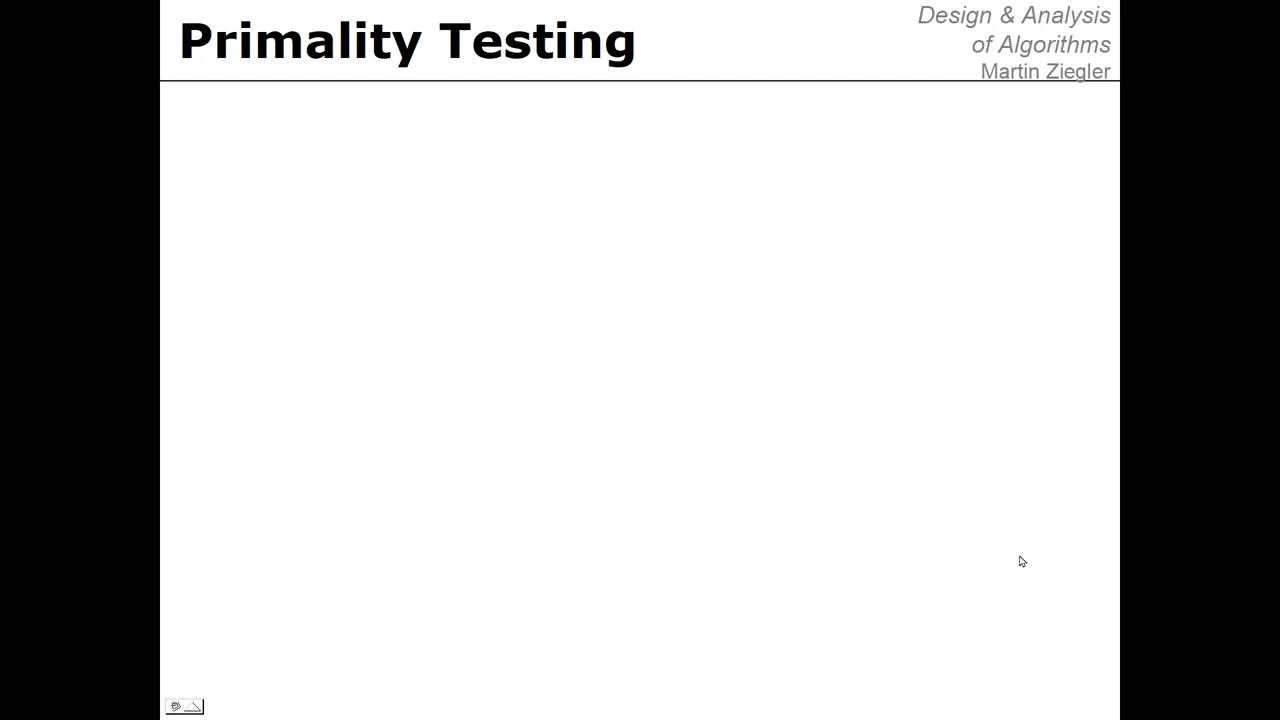 Primality Testing
Design & Analysis
of Algorithms
Martin Ziegler